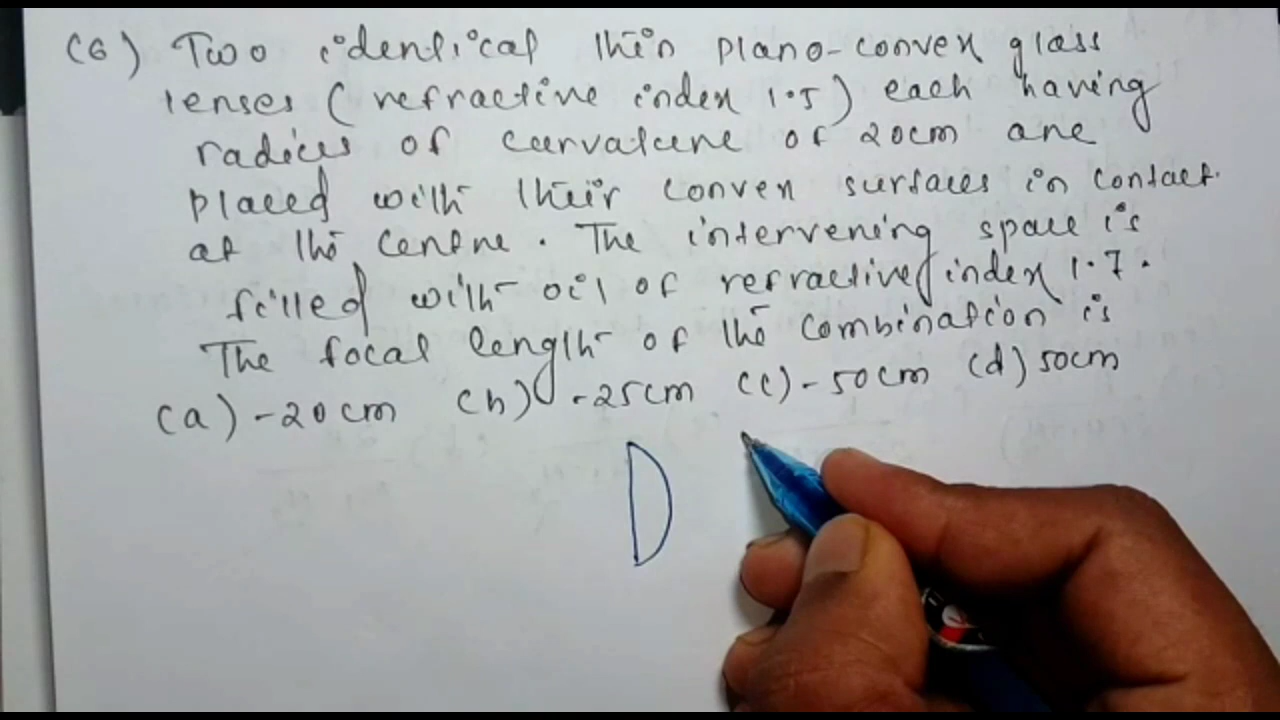 (6) Two identical thin plano-convex glass
lenses (refractive index 1.5) each having
radius of curvature of 20cm are
placed with their convex surfaces in contact
at the centre. The intervening space is
filled with oil of refractive index 1.7.
The focal length of the combination is
(a) -20 cm (b) -25cm (c) -50cm (d) 50cm